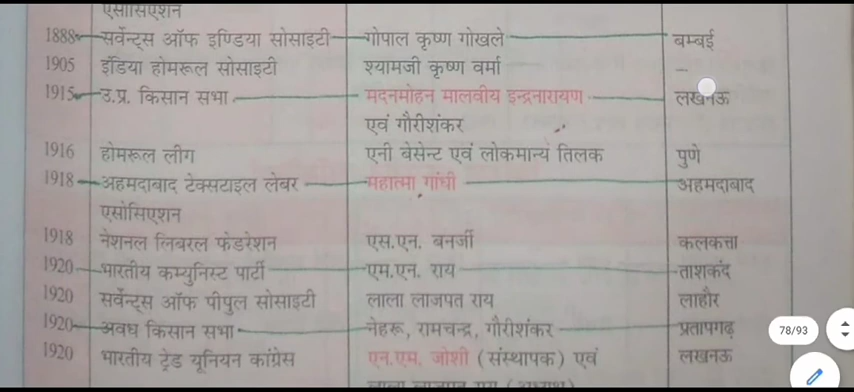 एसोसिएशन
1888 सर्वेन्ट्स ऑफ इण्डिया सोसाइटी गोपाल कृष्ण गोखले बम्बई
1905 इंडिया होमरूल सोसाइटी श्यामजी कृष्ण वर्मा –
1915 उ.प्र. किसान सभा मदनमोहन मालवीय इन्द्रनारायण लखनऊ
एवं गौरीशंकर
1916 होमरूल लीग एनी बेसेन्ट एवं लोकमान्य तिलक पुणे
1918 अहमदाबाद टेक्सटाइल लेबर महात्मा गांधी अहमदाबाद
एसोसिएशन
1918 नेशनल लिबरल फेडरेशन एस.एन. बनर्जी कलकत्ता
1920 भारतीय कम्युनिस्ट पार्टी एम.एन. राय ताशकंद
1920 सर्वेन्ट्स ऑफ पीपुल सोसाइटी लाला लाजपत राय लाहौर
1920 अवध किसान सभा नेहरू, रामचन्द्र, गौरीशंकर प्रतापगढ़
78/93
1920 भारतीय ट्रेड यूनियन कांग्रेस एन.एम. जोशी (संस्थापक) एवं लखनऊ